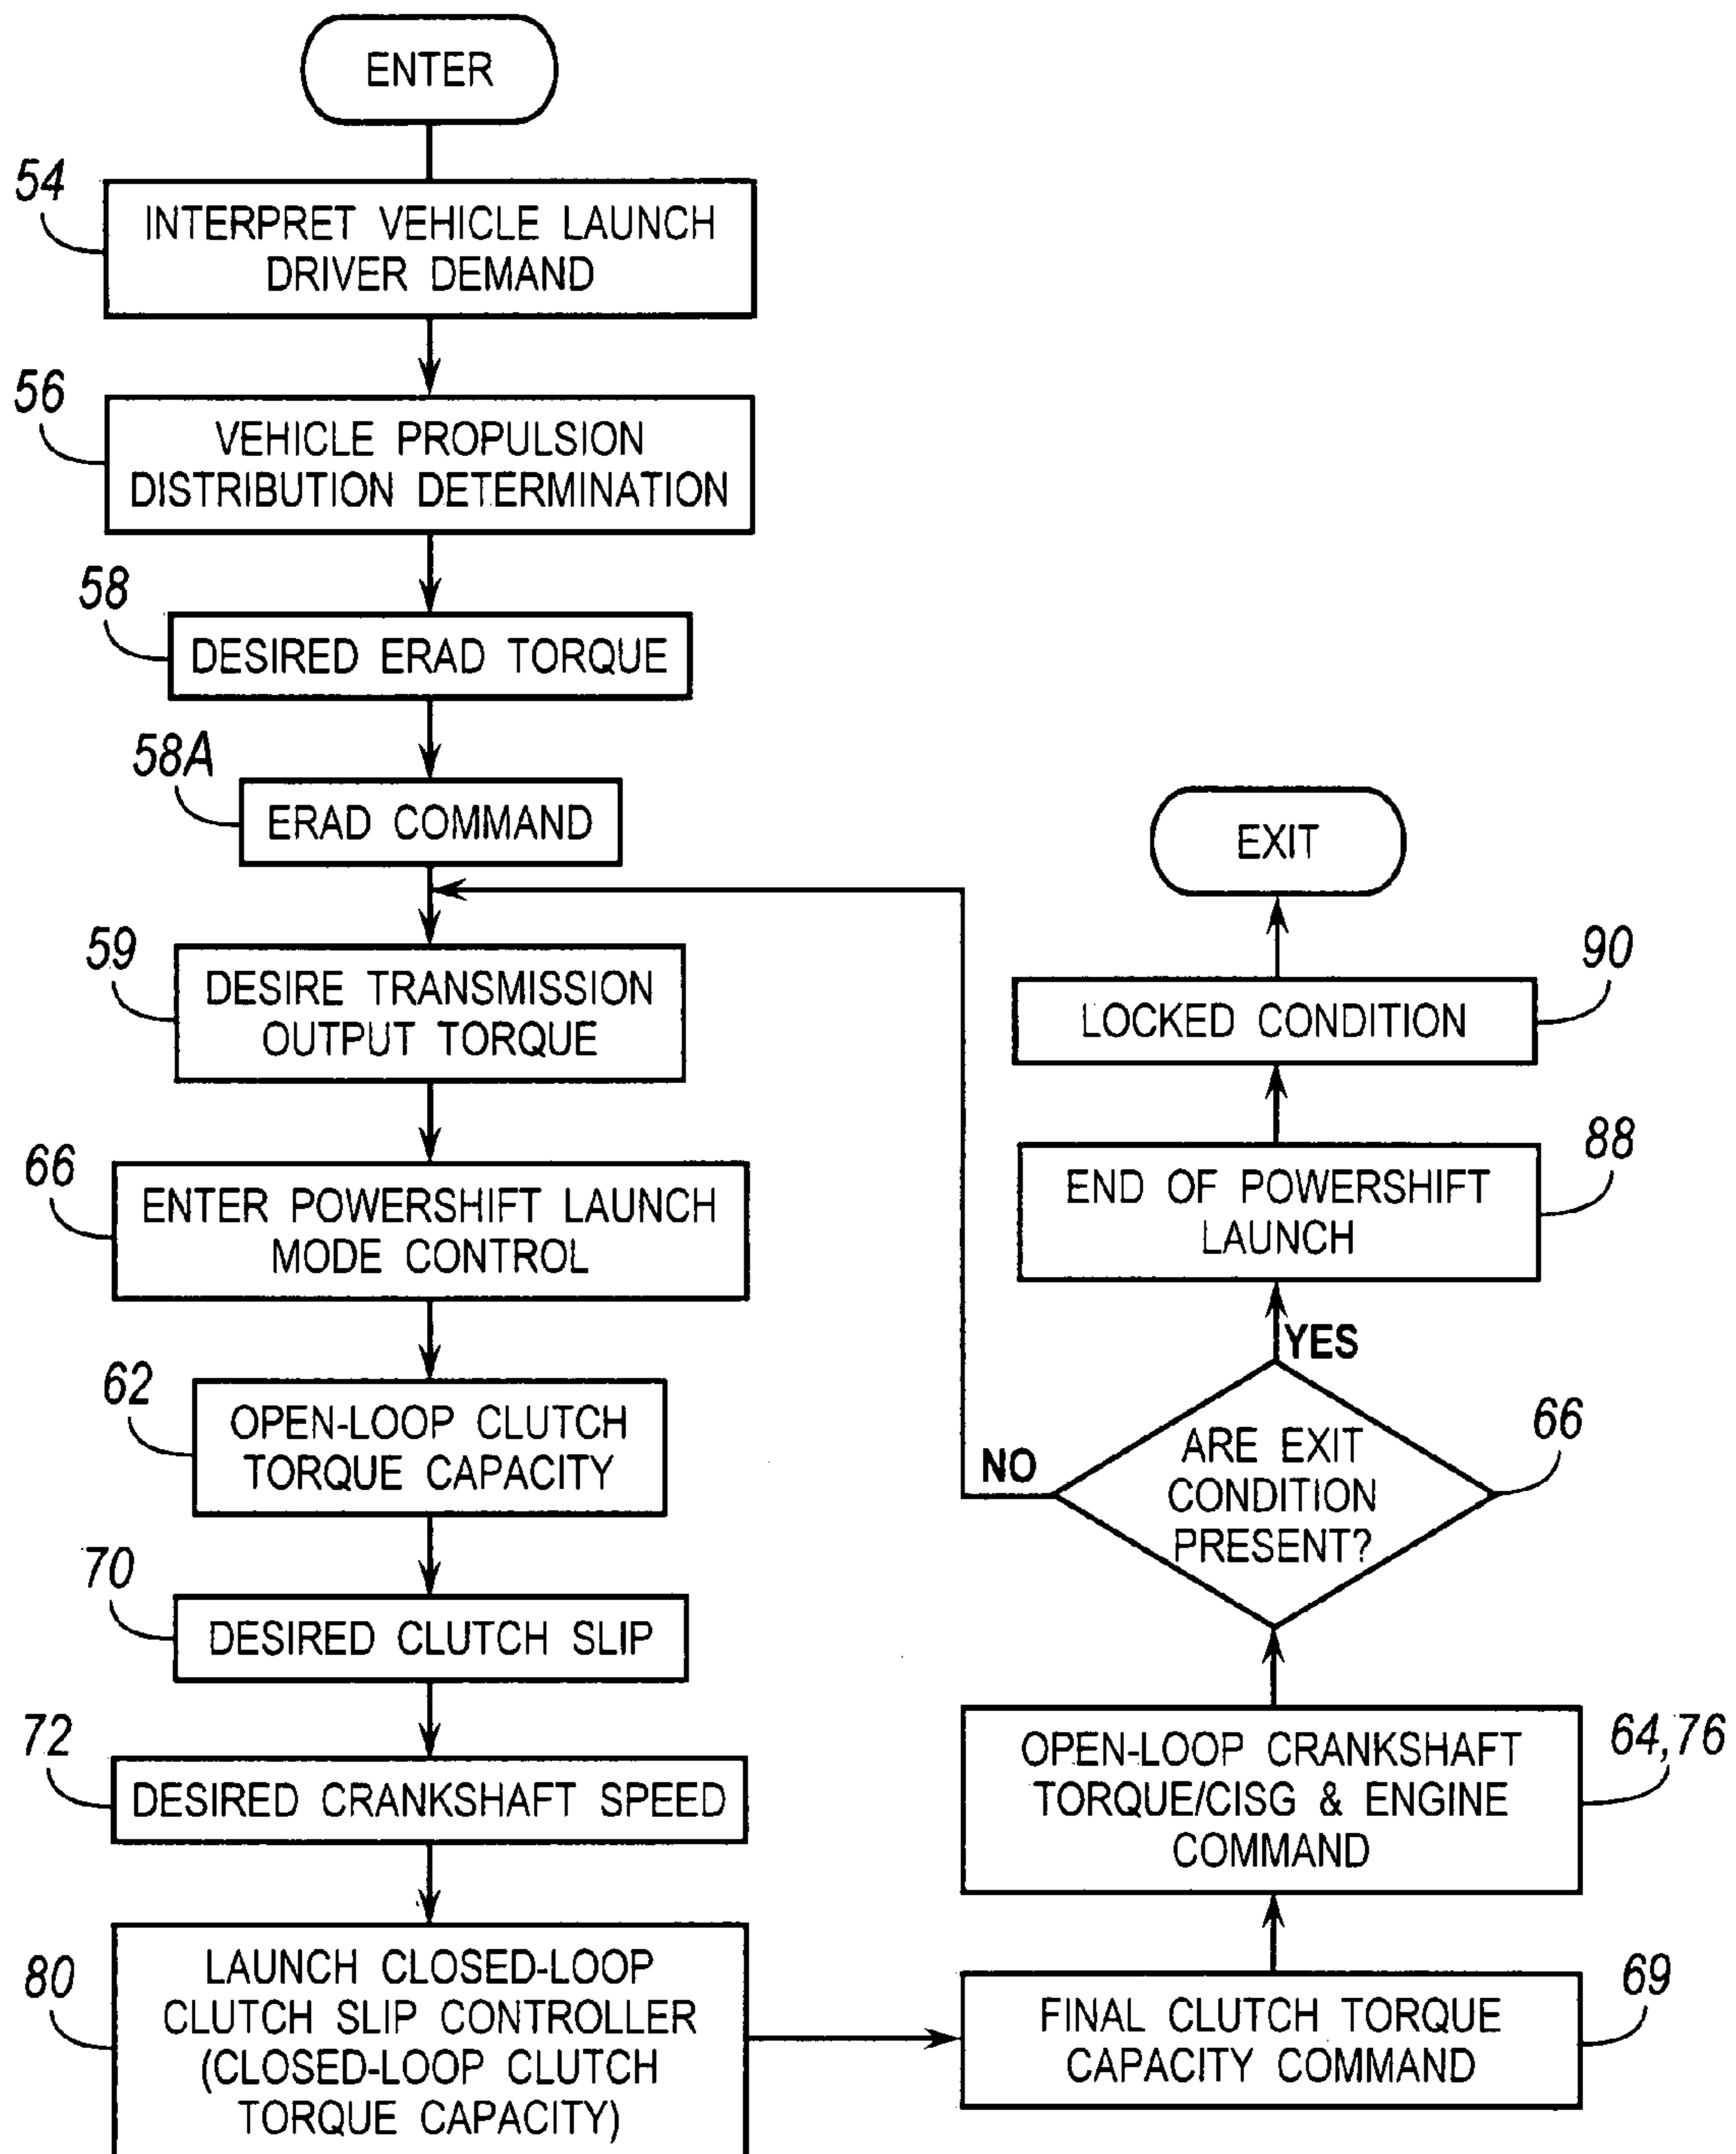 ENTER
54
INTERPRET VEHICLE LAUNCH
DRIVER DEMAND
56
VEHICLE PROPULSION
DISTRIBUTION DETERMINATION
58
DESIRED ERAD TORQUE
58A
ERAD COMMAND
59
DESIRE TRANSMISSION
OUTPUT TORQUE
66
ENTER POWERSHIFT LAUNCH
MODE CONTROL
62
OPEN-LOOP CLUTCH
TORQUE CAPACITY
70
DESIRED CLUTCH SLIP
72
DESIRED CRANKSHAFT SPEED
80
LAUNCH CLOSED-LOOP
CLUTCH SLIP CONTROLLER
(CLOSED-LOOP CLUTCH
TORQUE CAPACITY)
69
FINAL CLUTCH TORQUE
CAPACITY COMMAND
64,76
OPEN-LOOP CRANKSHAFT
TORQUE/CISG & ENGINE
COMMAND
66
ARE EXIT
CONDITION
PRESENT?
NO
YES
88
END OF POWERSHIFT
LAUNCH
90
LOCKED CONDITION
EXIT